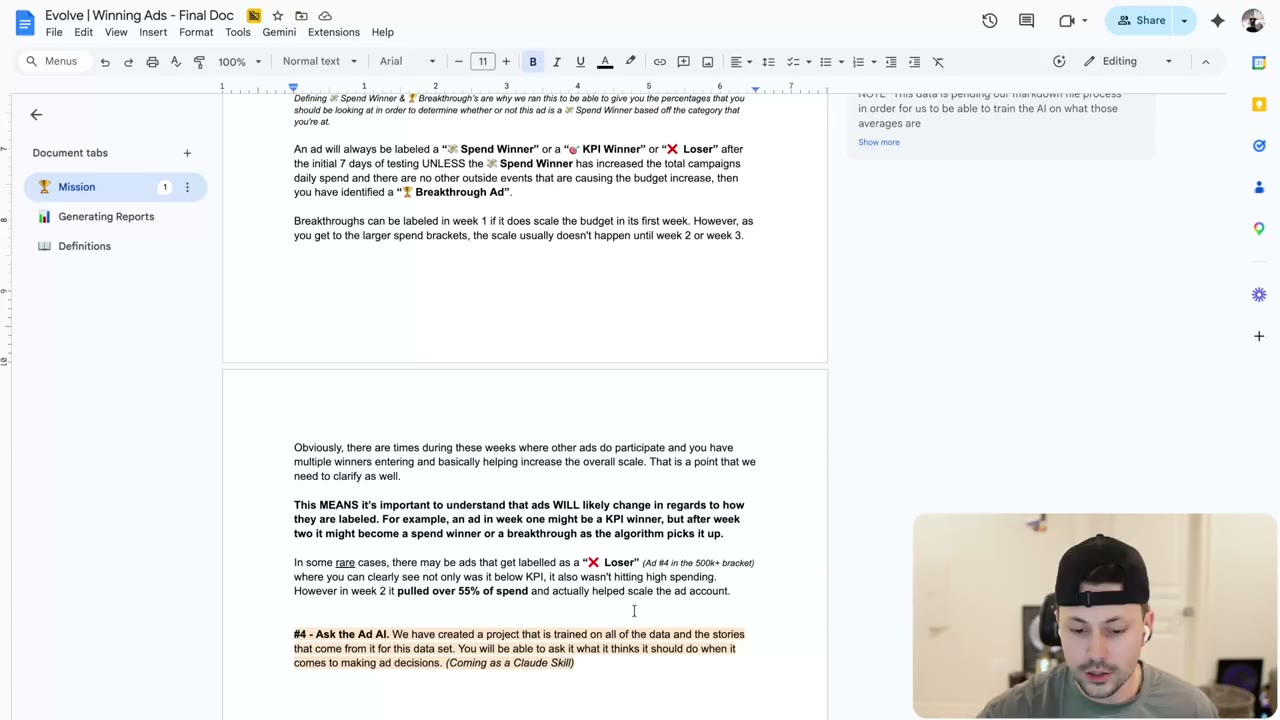 Evolve | Winning Ads - Final Doc
File Edit View Insert Format Tools Gemini Extensions Help
Share
Menus
100%
Normal text
Arial
11
B I U A
Editing
1 1 2 3 4 5 6 7
Document tabs
Mission 1
Generating Reports
Definitions
Defining 💸 Spend Winner & 🏆 Breakthrough's are why we ran this to be able to give you the percentages that you
should be looking at in order to determine whether or not this ad is a 💸 Spend Winner based off the category that
you're at.
An ad will always be labeled a “💸 Spend Winner” or a “🎯 KPI Winner” or “❌ Loser” after
the initial 7 days of testing UNLESS the 💸 Spend Winner has increased the total campaigns
daily spend and there are no other outside events that are causing the budget increase, then
you have identified a “🏆 Breakthrough Ad”.
Breakthroughs can be labeled in week 1 if it does scale the budget in its first week. However, as
you get to the larger spend brackets, the scale usually doesn't happen until week 2 or week 3.
Obviously, there are times during these weeks where other ads do participate and you have
multiple winners entering and basically helping increase the overall scale. That is a point that we
need to clarify as well.
This MEANS it's important to understand that ads WILL likely change in regards to how
they are labeled. For example, an ad in week one might be a KPI winner, but after week
two it might become a spend winner or a breakthrough as the algorithm picks it up.
In some rare cases, there may be ads that get labelled as a “❌ Loser” (Ad #4 in the 500k+ bracket)
where you can clearly see not only was it below KPI, it also wasn't hitting high spending.
However in week 2 it pulled over 55% of spend and actually helped scale the ad account.
#4 - Ask the Ad AI. We have created a project that is trained on all of the data and the stories
that come from it for this data set. You will be able to ask it what it thinks it should do when it
comes to making ad decisions. (Coming as a Claude Skill)
NOTE - This data is pending our markdown file process
in order for us to be able to train the AI on what those
averages are
Show more
7
8
9
10